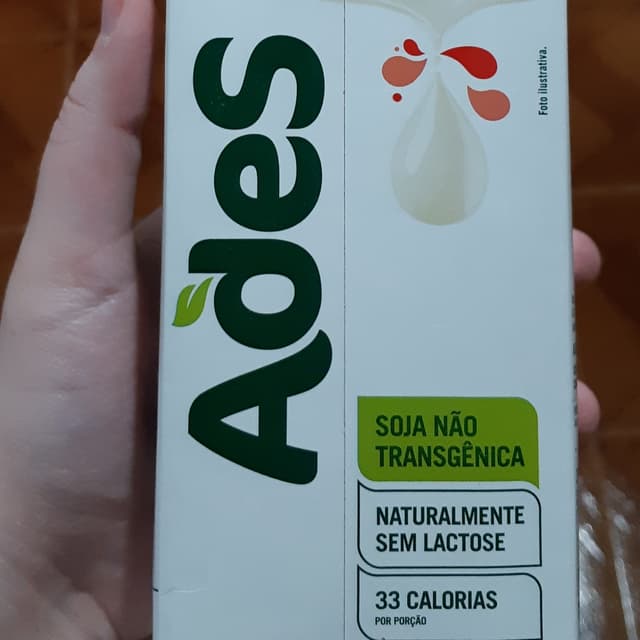 AdeS
Foto ilustrativa.
SOJA NÃO
TRANSGÊNICA
NATURALMENTE
SEM LACTOSE
33 CALORIAS
POR PORÇÃO